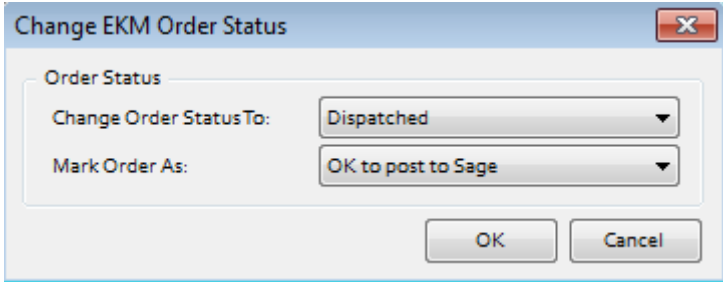 Change EKM Order Status
Order Status
Change Order Status To: Dispatched
Mark Order As: OK to post to Sage
OK Cancel